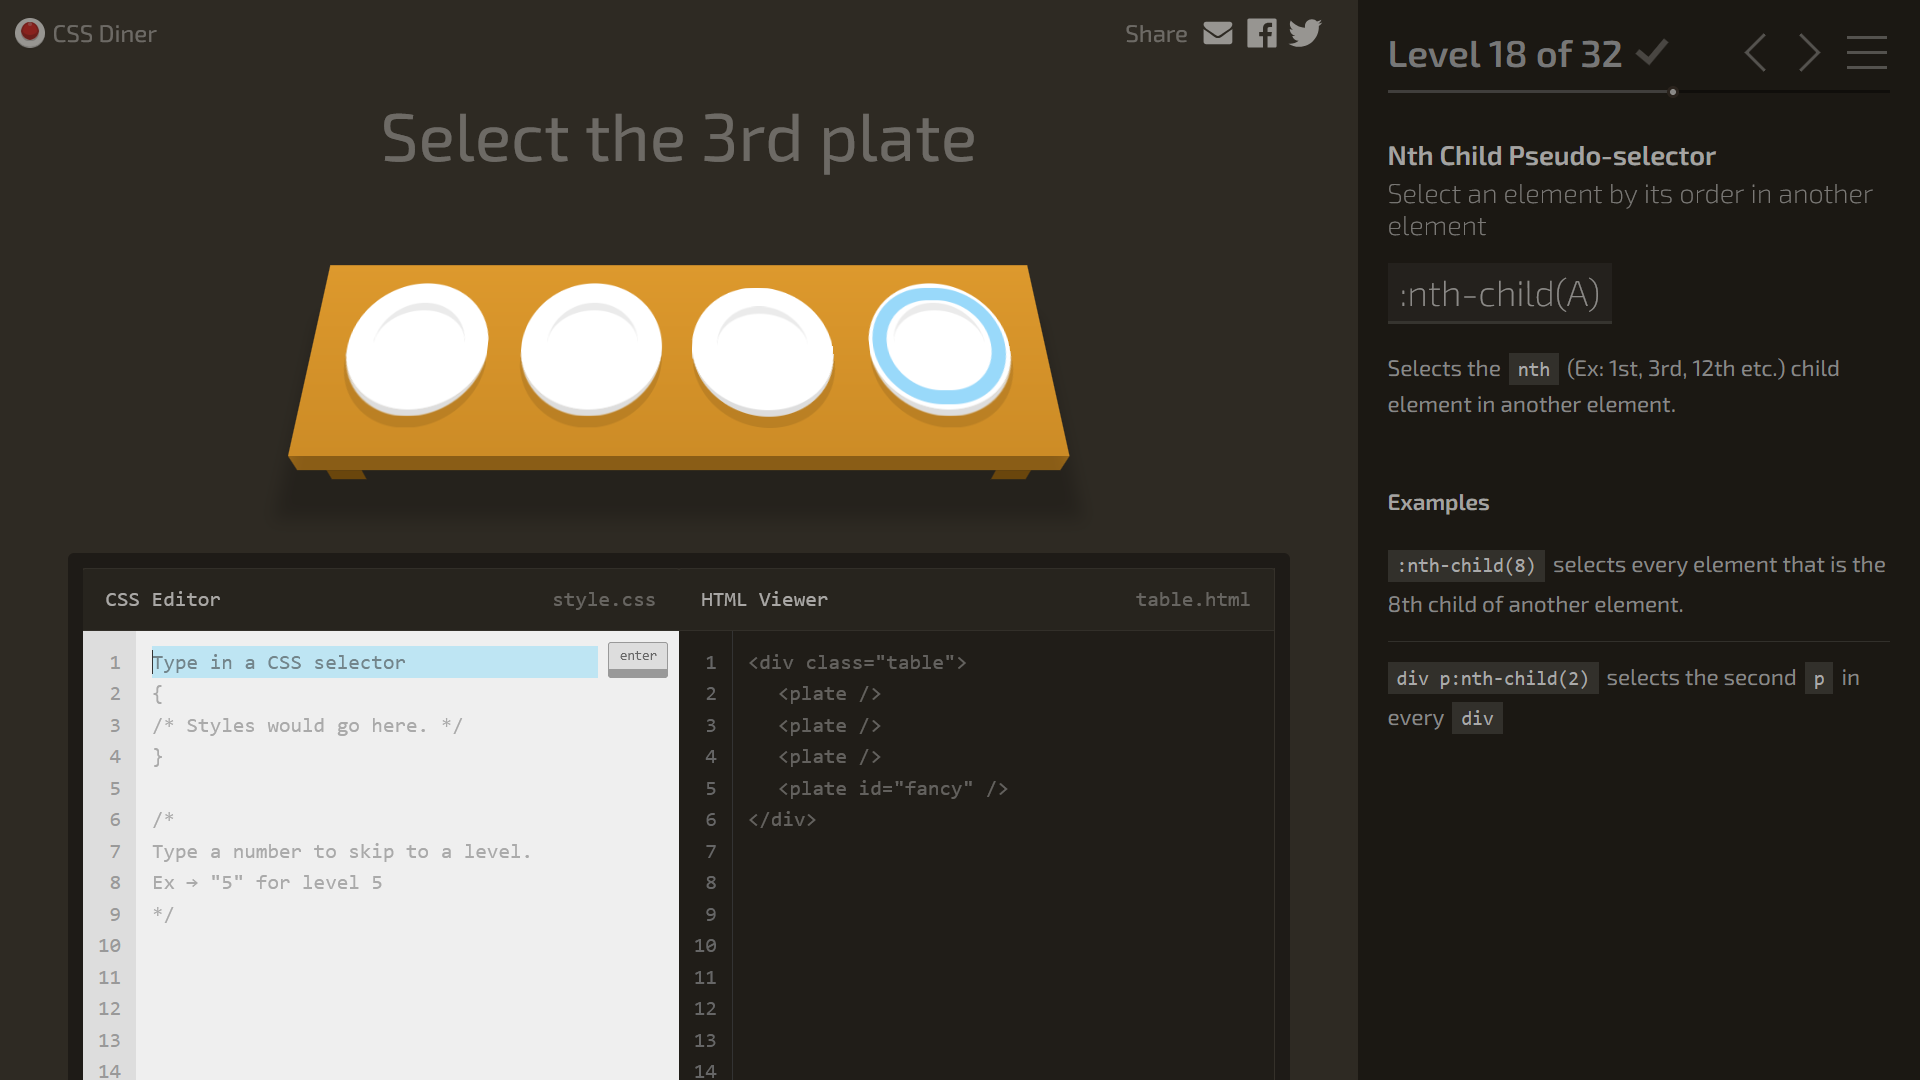 CSS Diner
Share
Select the 3rd plate
CSS Editor
style.css
1
2
3
4
5
6
7
8
9
10
11
12
13
14
Type in a CSS selector
enter
{
/* Styles would go here. */
}
/*
Type a number to skip to a level.
Ex → "5" for level 5
*/
HTML Viewer
table.html
1
2
3
4
5
6
7
8
9
10
11
12
13
14
<div class="table">
<plate />
<plate />
<plate />
<plate id="fancy" />
</div>
Level 18 of 32
Nth Child Pseudo-selector
Select an element by its order in another
element
:nth-child(A)
Selects the nth (Ex: 1st, 3rd, 12th etc.) child
element in another element.
Examples
:nth-child(8) selects every element that is the
8th child of another element.
div p:nth-child(2) selects the second p in
every div